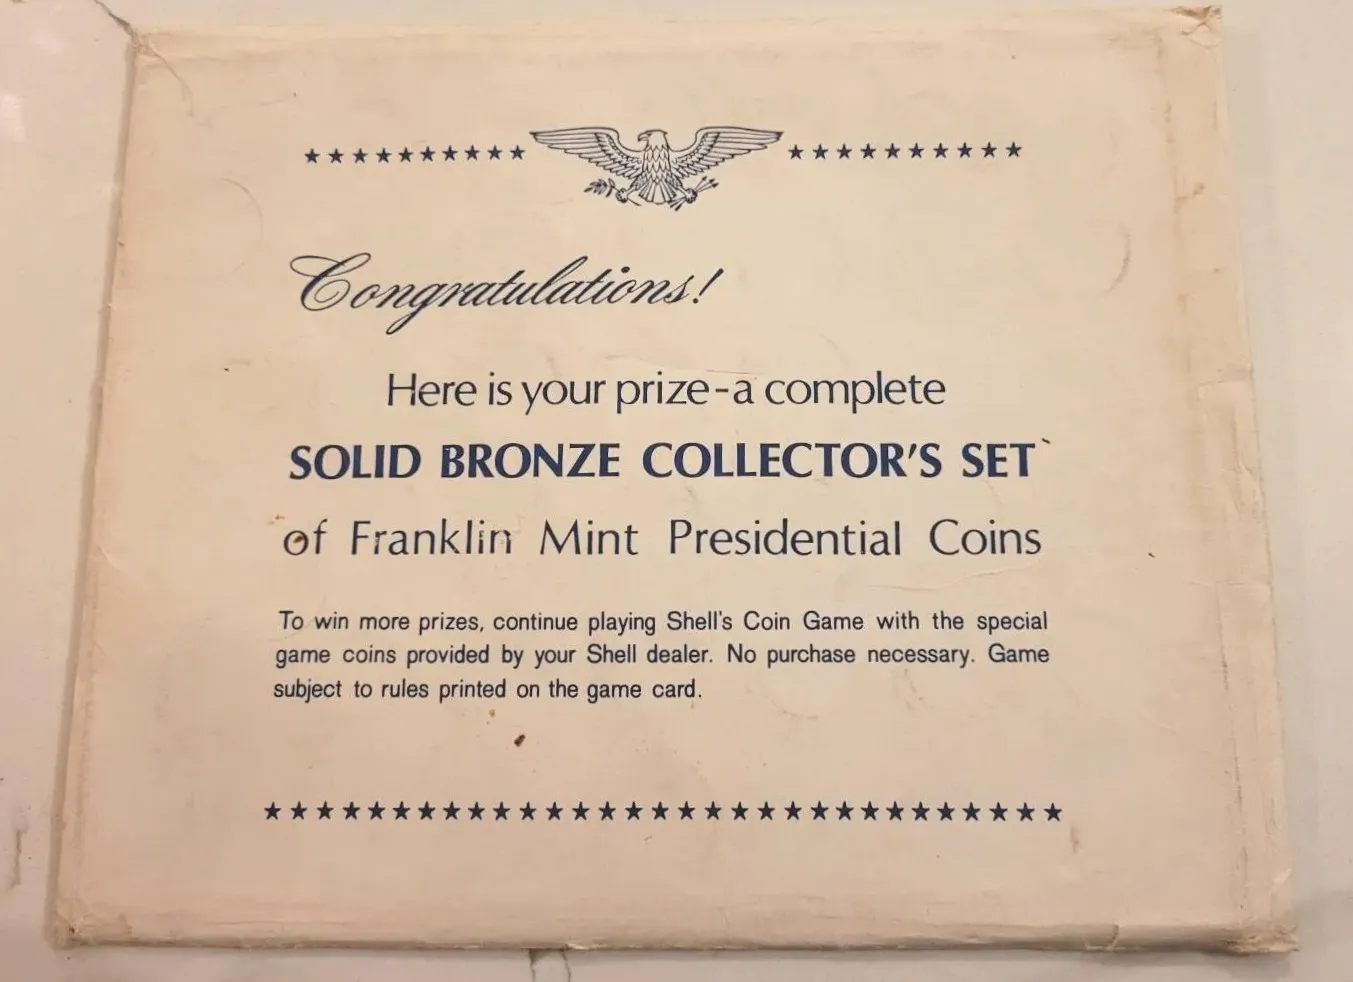 Congratulations!
Here is your prize-a complete
SOLID BRONZE COLLECTOR'S SET
of Franklin Mint Presidential Coins
To win more prizes, continue playing Shell's Coin Game with the special
game coins provided by your Shell dealer. No purchase necessary. Game
subject to rules printed on the game card.